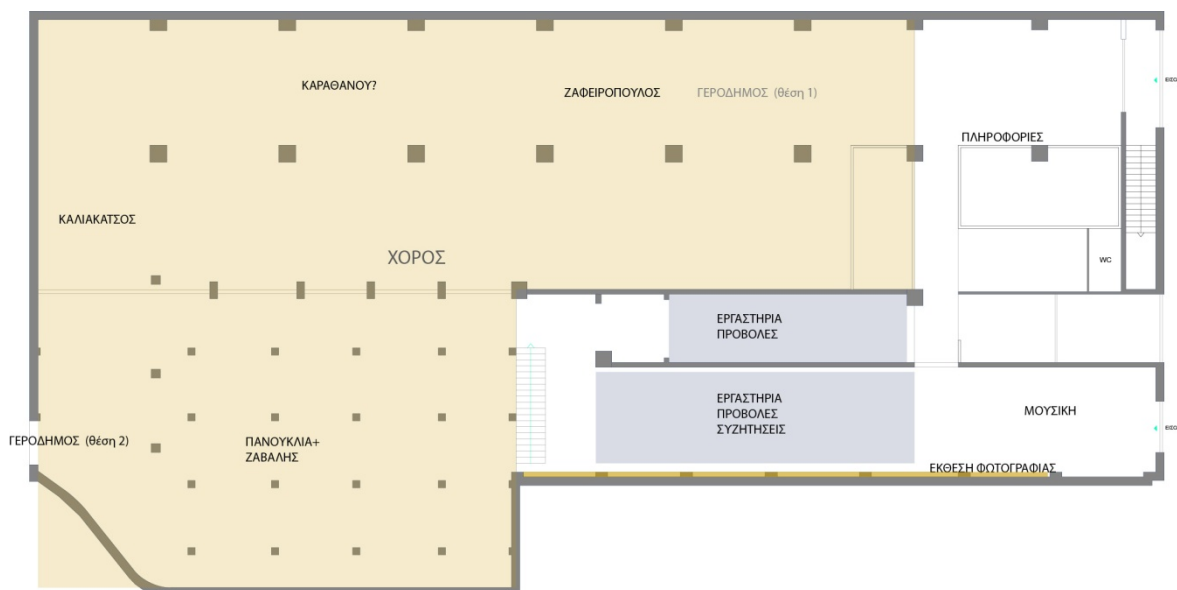 ΚΑΡΑΘΑΝΟΥ?
ΖΑΦΕΙΡΟΠΟΥΛΟΣ
ΓΕΡΟΔΗΜΟΣ (θέση 1)
ΠΛΗΡΟΦΟΡΙΕΣ
ΚΑΛΙΑΚΑΤΣΟΣ
ΧΟΡΟΣ
WC
ΕΡΓΑΣΤΗΡΙΑ
ΠΡΟΒΟΛΕΣ
ΕΡΓΑΣΤΗΡΙΑ
ΠΡΟΒΟΛΕΣ
ΣΥΖΗΤΗΣΕΙΣ
ΜΟΥΣΙΚΗ
ΓΕΡΟΔΗΜΟΣ (θέση 2)
ΠΑΝΟΥΚΛΙΑ+
ΖΑΒΑΛΗΣ
ΕΚΘΕΣΗ ΦΩΤΟΓΡΑΦΙΑΣ